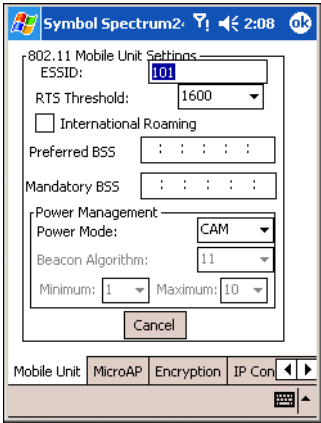 Symbol Spectrum2 2:08 ok
802.11 Mobile Unit Settings
ESSID: 101
RTS Threshold: 1600
International Roaming
Preferred BSS : : : : :
Mandatory BSS : : : : :
Power Management
Power Mode: CAM
Beacon Algorithm: 11
Minimum: 1 Maximum: 10
Cancel
Mobile Unit MicroAP Encryption IP Con